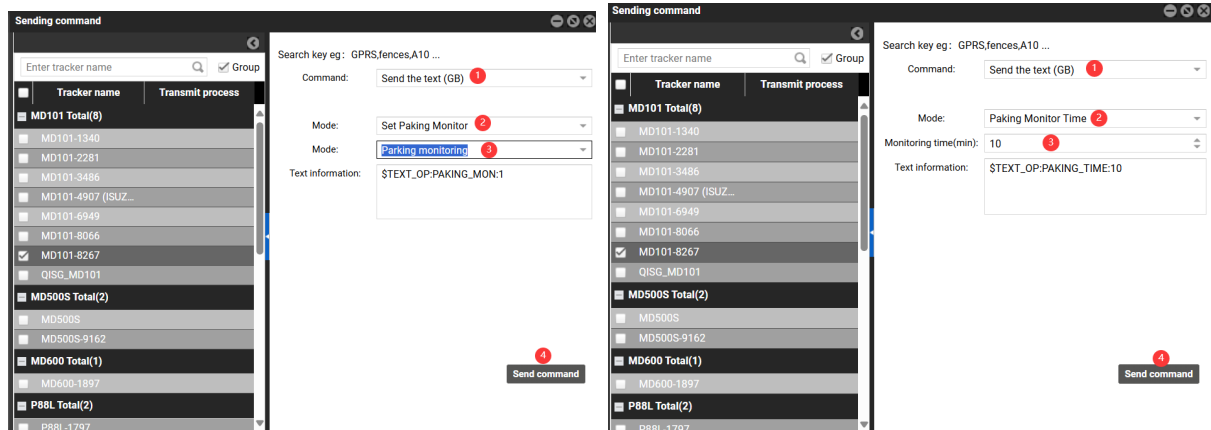 Sending command
Search key eg: GPRS,fences,A10 ...
Enter tracker name
Group
Command:
Send the text (GB)
1
Tracker name
Transmit process
MD101 Total(8)
Mode:
Set Paking Monitor
2
MD101-1340
Mode:
Parking monitoring
3
MD101-2281
Text information:
$TEXT_OP:PAKING_MON:1
MD101-3486
MD101-4907 (ISUZ...
MD101-6949
MD101-8066
MD101-8267
QISG_MD101
MD500S Total(2)
MD500S
MD500S-9162
MD600 Total(1)
4
Send command
MD600-1897
P88L Total(2)
P88L-1797
Sending command
Search key eg: GPRS,fences,A10 ...
Enter tracker name
Group
Command:
Send the text (GB)
1
Tracker name
Transmit process
MD101 Total(8)
Mode:
Paking Monitor Time
2
MD101-1340
Monitoring time(min):
10
3
MD101-2281
Text information:
$TEXT_OP:PAKING_TIME:10
MD101-3486
MD101-4907 (ISUZ...
MD101-6949
MD101-8066
MD101-8267
QISG_MD101
MD500S Total(2)
MD500S
MD500S-9162
MD600 Total(1)
4
Send command
MD600-1897
P88L Total(2)
P88L-1797